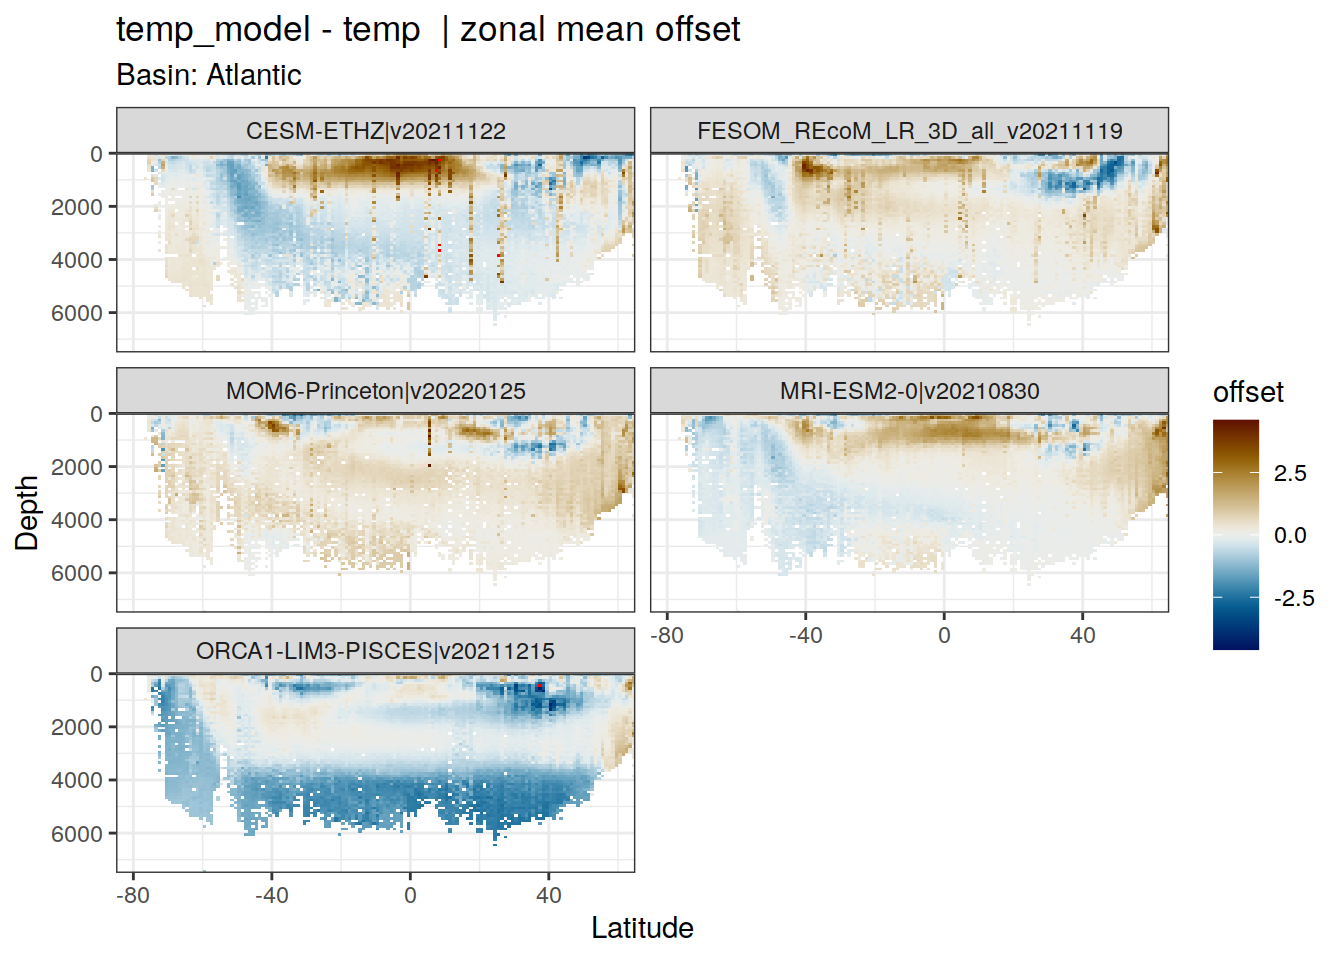 temp_model - temp  | zonal mean offset
Basin: Atlantic
CESM-ETHZ|v20211122
FESOM_REcoM_LR_3D_all_v20211119
0
2000
4000
6000
MOM6-Princeton|v20220125
MRI-ESM2-0|v20210830
0
2000
4000
6000
-80
-40
0
40
ORCA1-LIM3-PISCES|v20211215
0
2000
4000
6000
-80
-40
0
40
Depth
Latitude
offset
2.5
0.0
-2.5